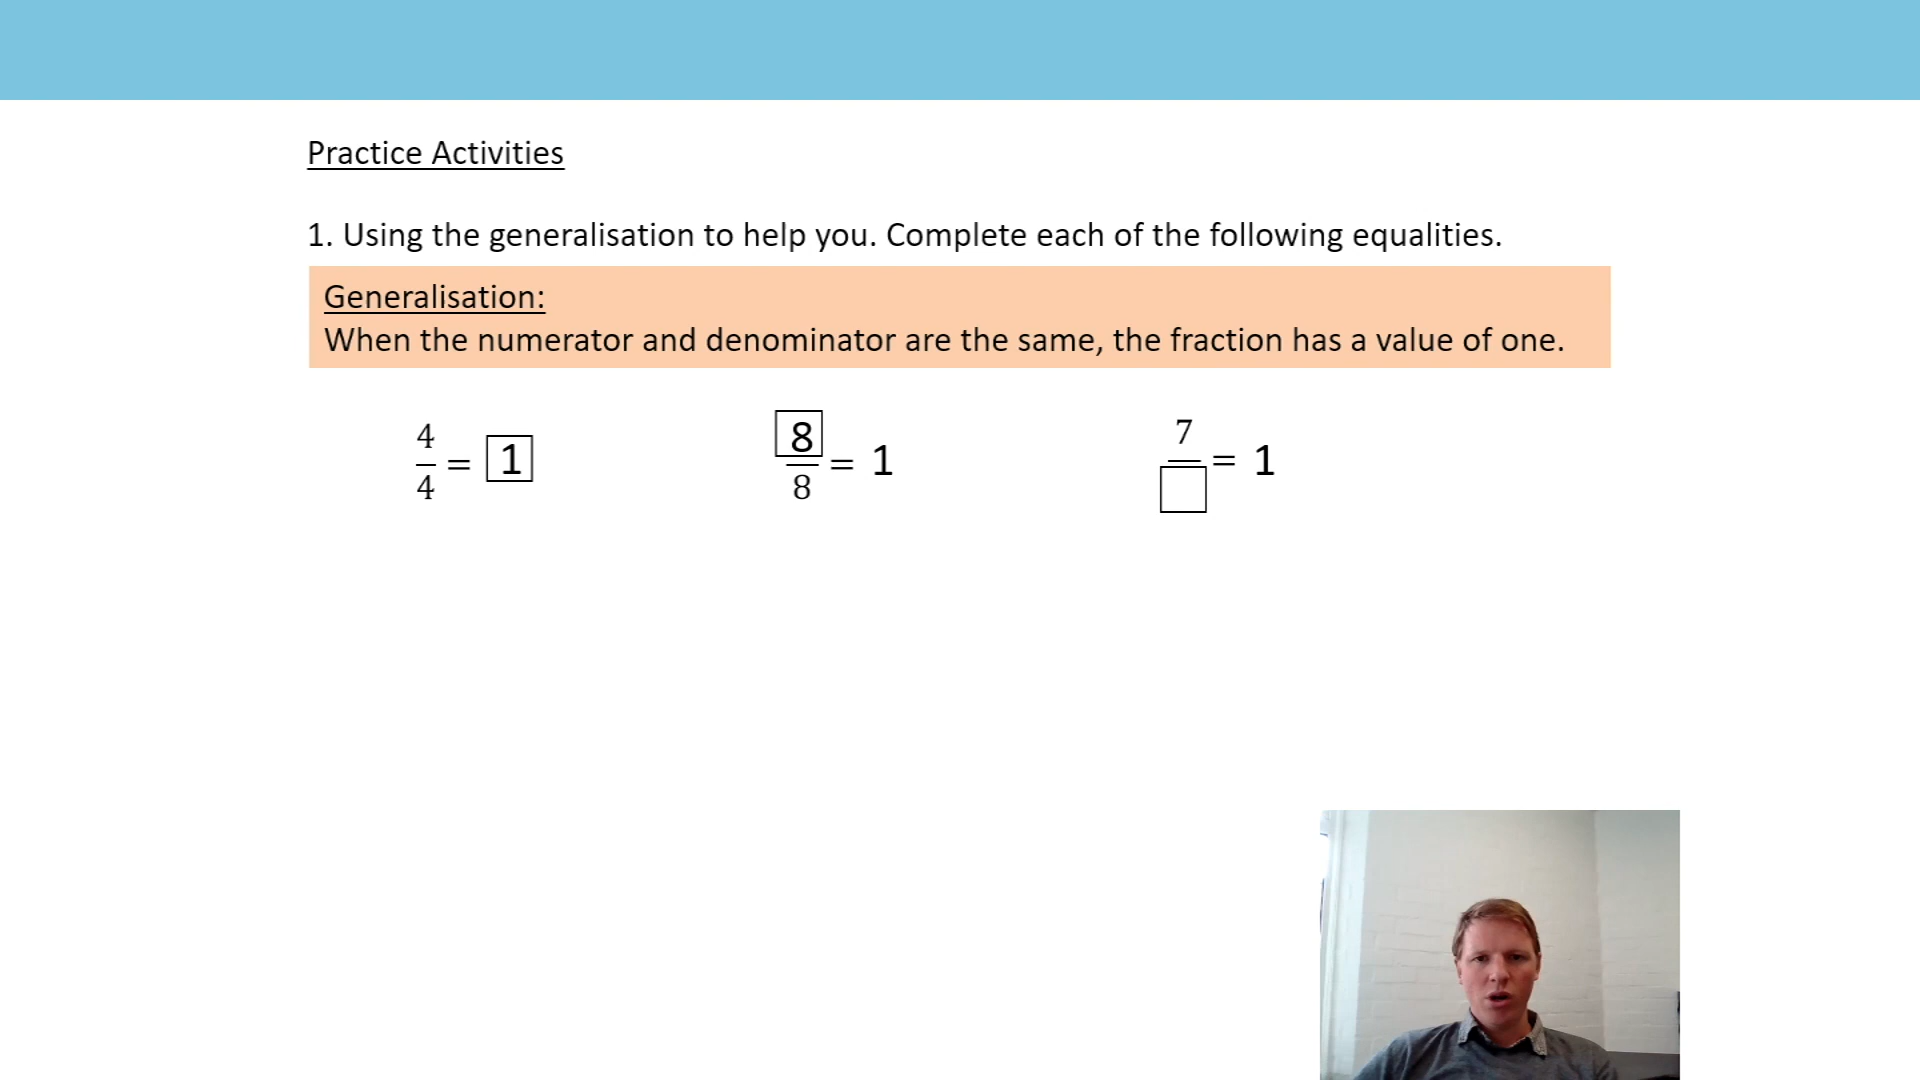 Practice Activities
1. Using the generalisation to help you. Complete each of the following equalities.
Generalisation:
When the numerator and denominator are the same, the fraction has a value of one.
4/4 = 1
8/8 = 1
7/ = 1